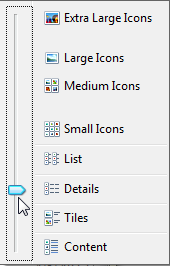 Extra Large Icons
Large Icons
Medium Icons
Small Icons
List
Details
Tiles
Content